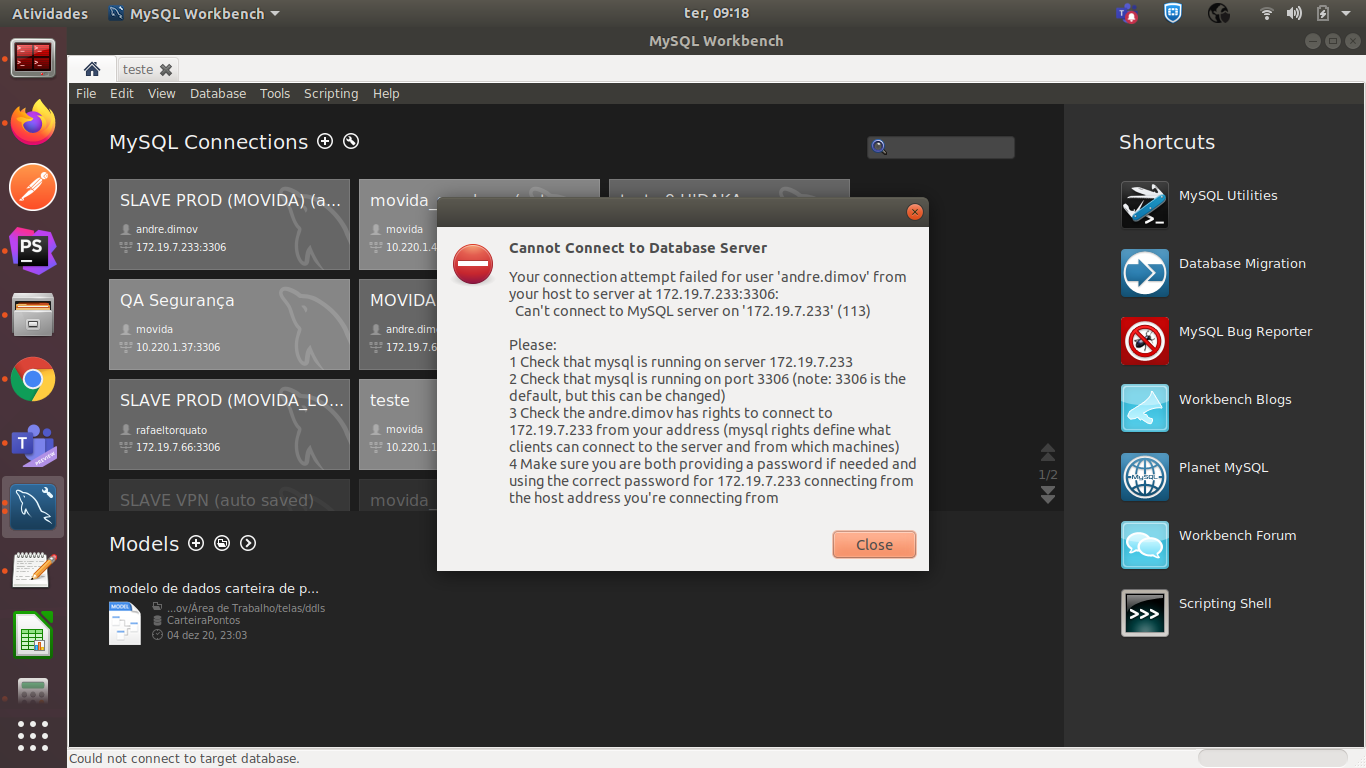 Atividades
MySQL Workbench
ter, 09:18
MySQL Workbench
teste
File Edit View Database Tools Scripting Help
MySQL Connections
SLAVE PROD (MOVIDA) (a...
andre.dimov
172.19.7.233:3306
movida_
movida
10.220.1.4
QA Segurança
movida
10.220.1.37:3306
MOVIDA
andre.dim
172.19.7.6
SLAVE PROD (MOVIDA_LO...
rafaeltorquato
172.19.7.66:3306
teste
movida
10.220.1.1
SLAVE VPN (auto saved)
movida_
1/2
Cannot Connect to Database Server
Your connection attempt failed for user 'andre.dimov' from
your host to server at 172.19.7.233:3306:
Can't connect to MySQL server on '172.19.7.233' (113)
Please:
1 Check that mysql is running on server 172.19.7.233
2 Check that mysql is running on port 3306 (note: 3306 is the
default, but this can be changed)
3 Check the andre.dimov has rights to connect to
172.19.7.233 from your address (mysql rights define what
clients can connect to the server and from which machines)
4 Make sure you are both providing a password if needed and
using the correct password for 172.19.7.233 connecting from
the host address you're connecting from
Close
Models
modelo de dados carteira de p...
MODEL
...ov/Área de Trabalho/telas/ddls
CarteiraPontos
04 dez 20, 23:03
Shortcuts
MySQL Utilities
Database Migration
MySQL Bug Reporter
Workbench Blogs
Planet MySQL
Workbench Forum
Scripting Shell
PS
PREVIEW
Could not connect to target database.